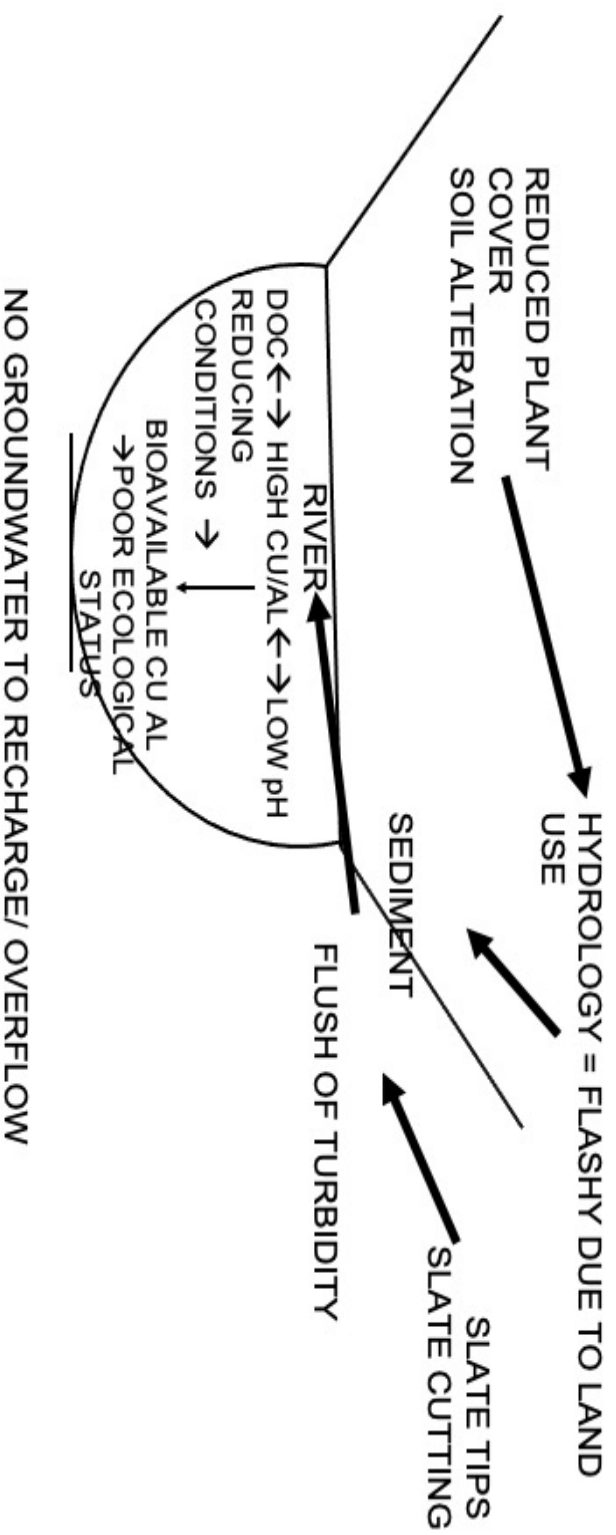 REDUCED PLANT
COVER
SOIL ALTERATION
HYDROLOGY = FLASHY DUE TO LAND
USE
SLATE TIPS
SLATE CUTTING
SEDIMENT
FLUSH OF TURBIDITY
RIVER
DOC←→ HIGH CU/AL←→LOW pH
REDUCING
CONDITIONS →
BIOAVAILABLE CU AL
→POOR ECOLOGICAL
STATUS
NO GROUNDWATER TO RECHARGE/ OVERFLOW